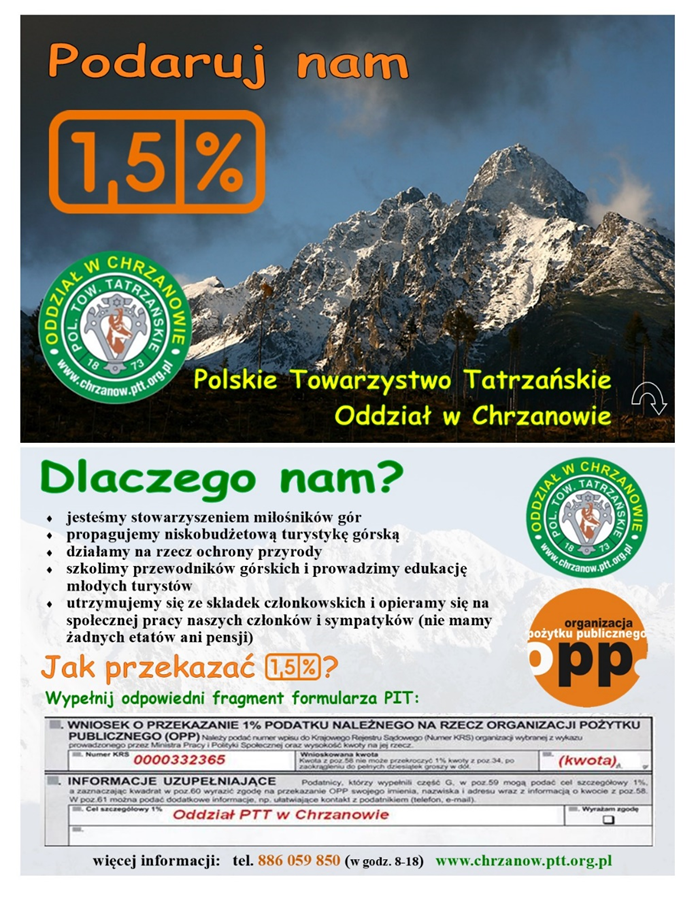 Podaruj nam
1,5%
ODDZIAŁ W CHRZANOWIE
POL. TOW. TATRZAŃSKIE
18 73
www.chrzanow.ptt.org.pl
Polskie Towarzystwo Tatrzańskie
Oddział w Chrzanowie
Dlaczego nam?
jesteśmy stowarzyszeniem miłośników gór
propagujemy niskobudżetową turystykę górską
działamy na rzecz ochrony przyrody
szkolimy przewodników górskich i prowadzimy edukację
młodych turystów
utrzymujemy się ze składek członkowskich i opieramy się na
społecznej pracy naszych członków i sympatyków (nie mamy
żadnych etatów ani pensji)
ODDZIAŁ W CHRZANOWIE
POL. TOW. TATRZAŃSKIE
18 73
www.chrzanow.ptt.org.pl
organizacja
pożytku publicznego
opp
Jak przekazać 1,5%?
Wypełnij odpowiedni fragment formularza PIT:
WNIOSEK O PRZEKAZANIE 1% PODATKU NALEŻNEGO NA RZECZ ORGANIZACJI POŻYTKU
PUBLICZNEGO (OPP) Należy podać numer wpisu do Krajowego Rejestru Sądowego (Numer KRS) organizacji wybranej z wykazu
prowadzonego przez Ministra Pracy i Polityki Społecznej oraz wysokość kwoty na jej rzecz.
Numer KRS 0000332365 Wnioskowana kwota
Kwota z poz.58 nie może przekroczyć 1% kwoty z poz.34, po
zaokrągleniu do pełnych dziesiątek groszy w dół.
(kwota) zł, gr
INFORMACJE UZUPEŁNIAJĄCE Podatnicy, którzy wypełnili część G, w poz.59 mogą podać cel szczegółowy 1%,
a zaznaczając kwadrat w poz.60 wyrazić zgodę na przekazanie OPP swojego imienia, nazwiska i adresu wraz z informacją o kwocie z poz.58.
W poz.61 można podać dodatkowe informacje, np. ułatwiające kontakt z podatnikiem (telefon, e-mail).
Cel szczegółowy 1% Oddział PTT w Chrzanowie Wyrażam zgodę
więcej informacji: tel. 886 059 850 (w godz. 8-18) www.chrzanow.ptt.org.pl